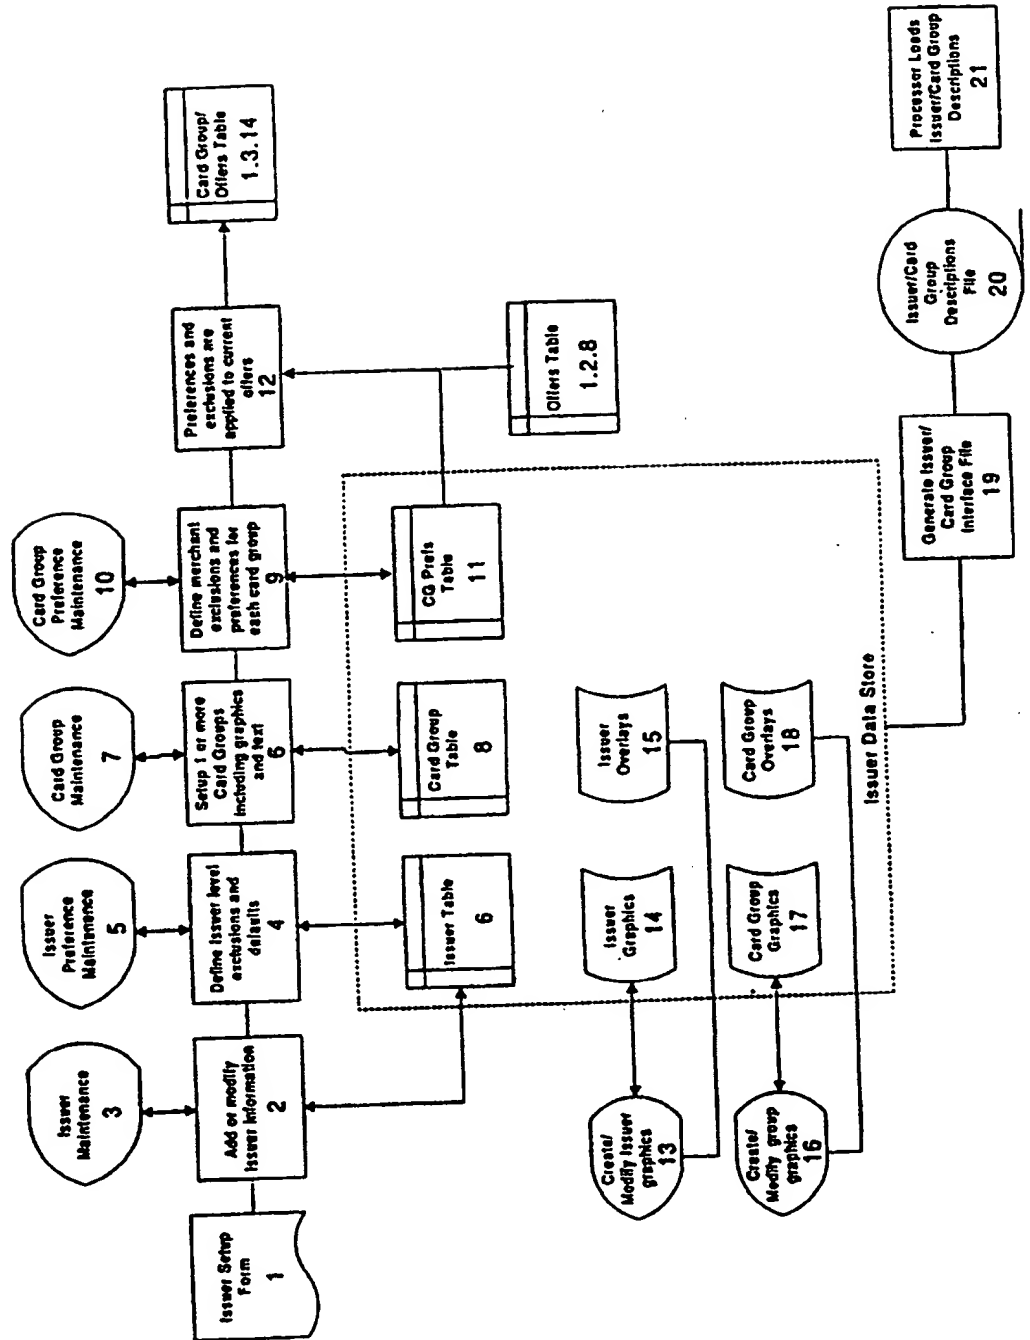 Issuer Setup
Form
1
Add or modify
Issuer Information
2
Issuer
Maintenance
3
Define Issuer level
exclusions and
defaults
4
Issuer
Preference
Maintenance
5
Setup 1 or more
Card Groups
Including graphics
and text
6
Card Group
Maintenance
7
Define merchant
exclusions and
preferences for
each card group
9
Card Group
Preference
Maintenance
10
Preferences and
exclusions are
applied to current
offers
12
Card Group/
Offers Table
1.3.14
Issuer Table
6
Card Group
Table
8
CG Prefs
Table
11
Offers Table
1.2.8
Create/
Modify Issuer
graphics
13
Issuer
Graphics
14
Issuer
Overlays
15
Create/
Modify group
graphics
16
Card Group
Graphics
17
Card Group
Overlays
18
Issuer Data Store
Generate Issuer/
Card Group
Interface File
19
Issuer/Card
Group
Descriptions
File
20
Processor Loads
Issuer/Card Group
Descriptions
21